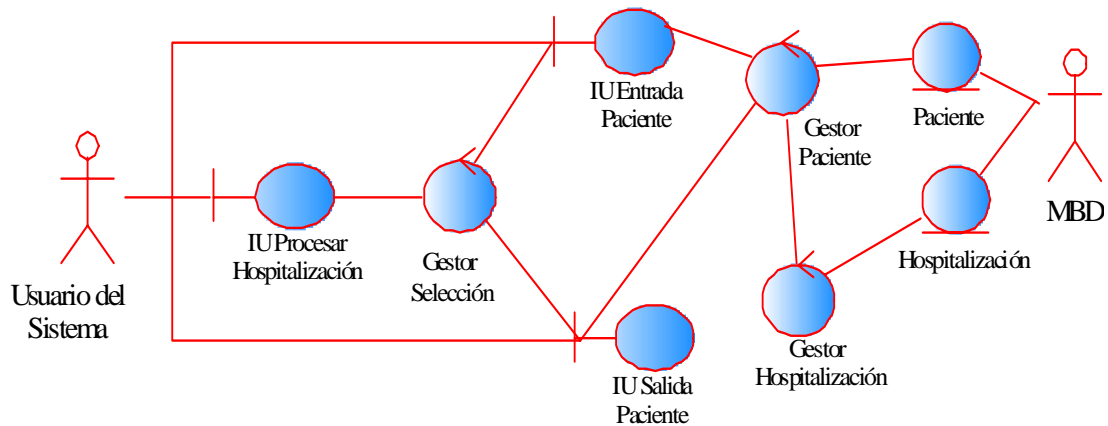 IU Entrada
Paciente
Gestor
Paciente
Paciente
MBD
Usuario del
Sistema
IU Procesar
Hospitalización
Gestor
Selección
Hospitalización
IU Salida
Paciente
Gestor
Hospitalización